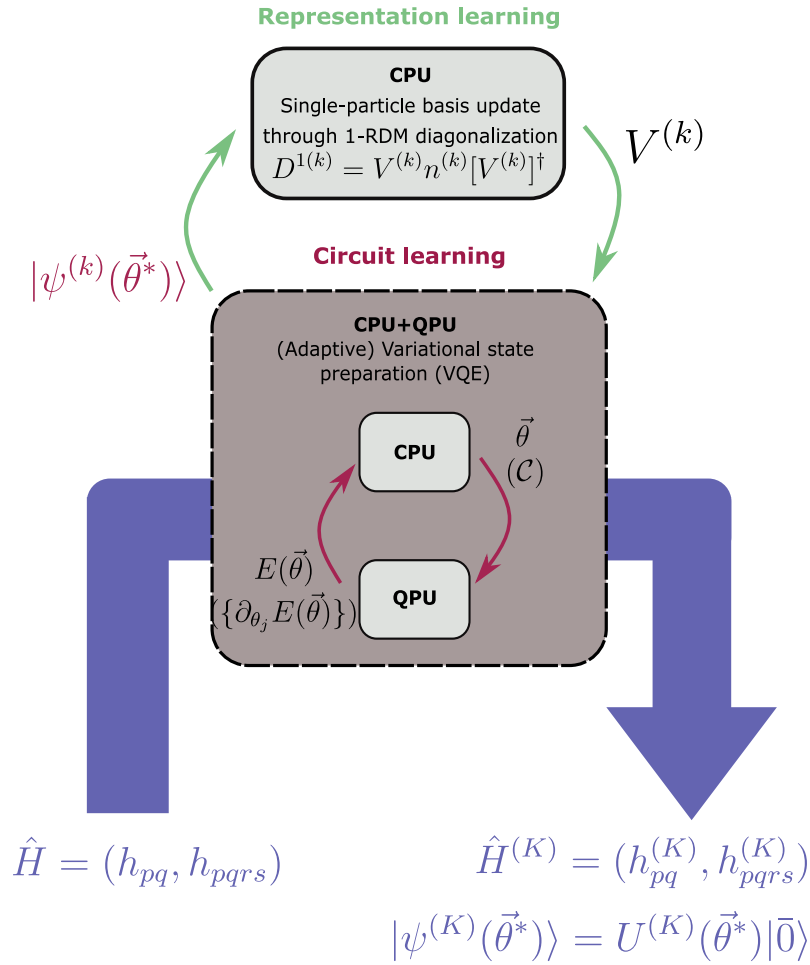 Representation learning
CPU
Single-particle basis update
through 1-RDM diagonalization
D^{1(k)} = V^{(k)} n^{(k)} [V^{(k)}]^†
V^{(k)}
|ψ^{(k)}(θ⃗*)⟩
Circuit learning
CPU+QPU
(Adaptive) Variational state
preparation (VQE)
CPU
θ⃗
(𝒞)
E(θ⃗)
({∂_{θ_j} E(θ⃗)})
QPU
Ĥ = (h_{pq}, h_{pqrs})
Ĥ^{(K)} = (h_{pq}^{(K)}, h_{pqrs}^{(K)})
|ψ^{(K)}(θ⃗*)⟩ = U^{(K)}(θ⃗*)|0̄⟩